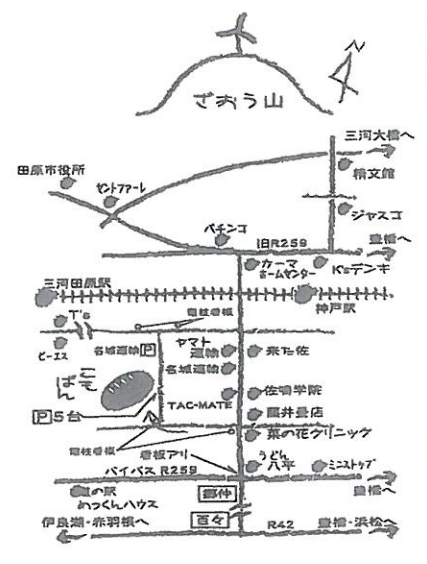 N
ざおう山
三河大橋へ
田原市役所
セントファーレ
精文館
ジャスコ
パチンコ
旧R259
豊橋へ
カーマ
ホームセンター
K'sデンキ
三河田原駅
神戸駅
T's
電柱看板
ピーエス
名城運輸 P
ヤマト
運輸
来た佐
名城運輸
こそ
ぱん
TAC-MATE
佐鳴学院
P5台
藤井畳店
菜の花クリニック
電柱看板
看板アリ
うどん
八平
ミニストップ
バイパス R259
豊橋へ
道の駅
めっくんハウス
郷仲
百々
伊良湖・赤羽根へ
R42
豊橋・浜松へ